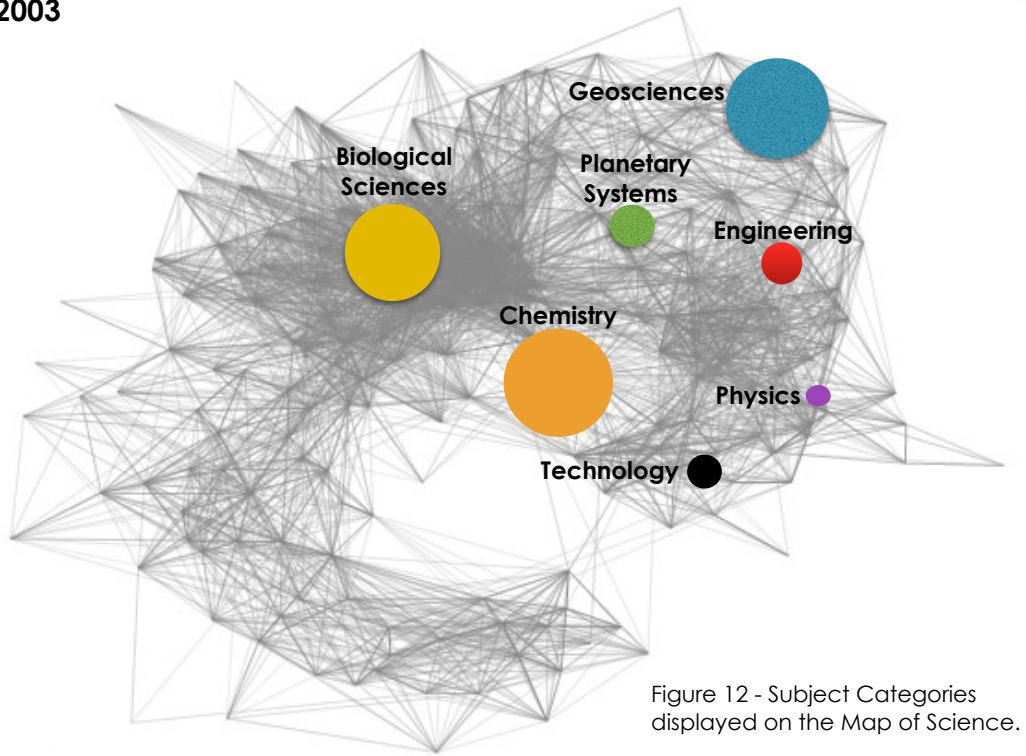 2003
Geosciences
Biological
Sciences
Planetary
Systems
Engineering
Chemistry
Physics
Technology
Figure 12 - Subject Categories
displayed on the Map of Science.